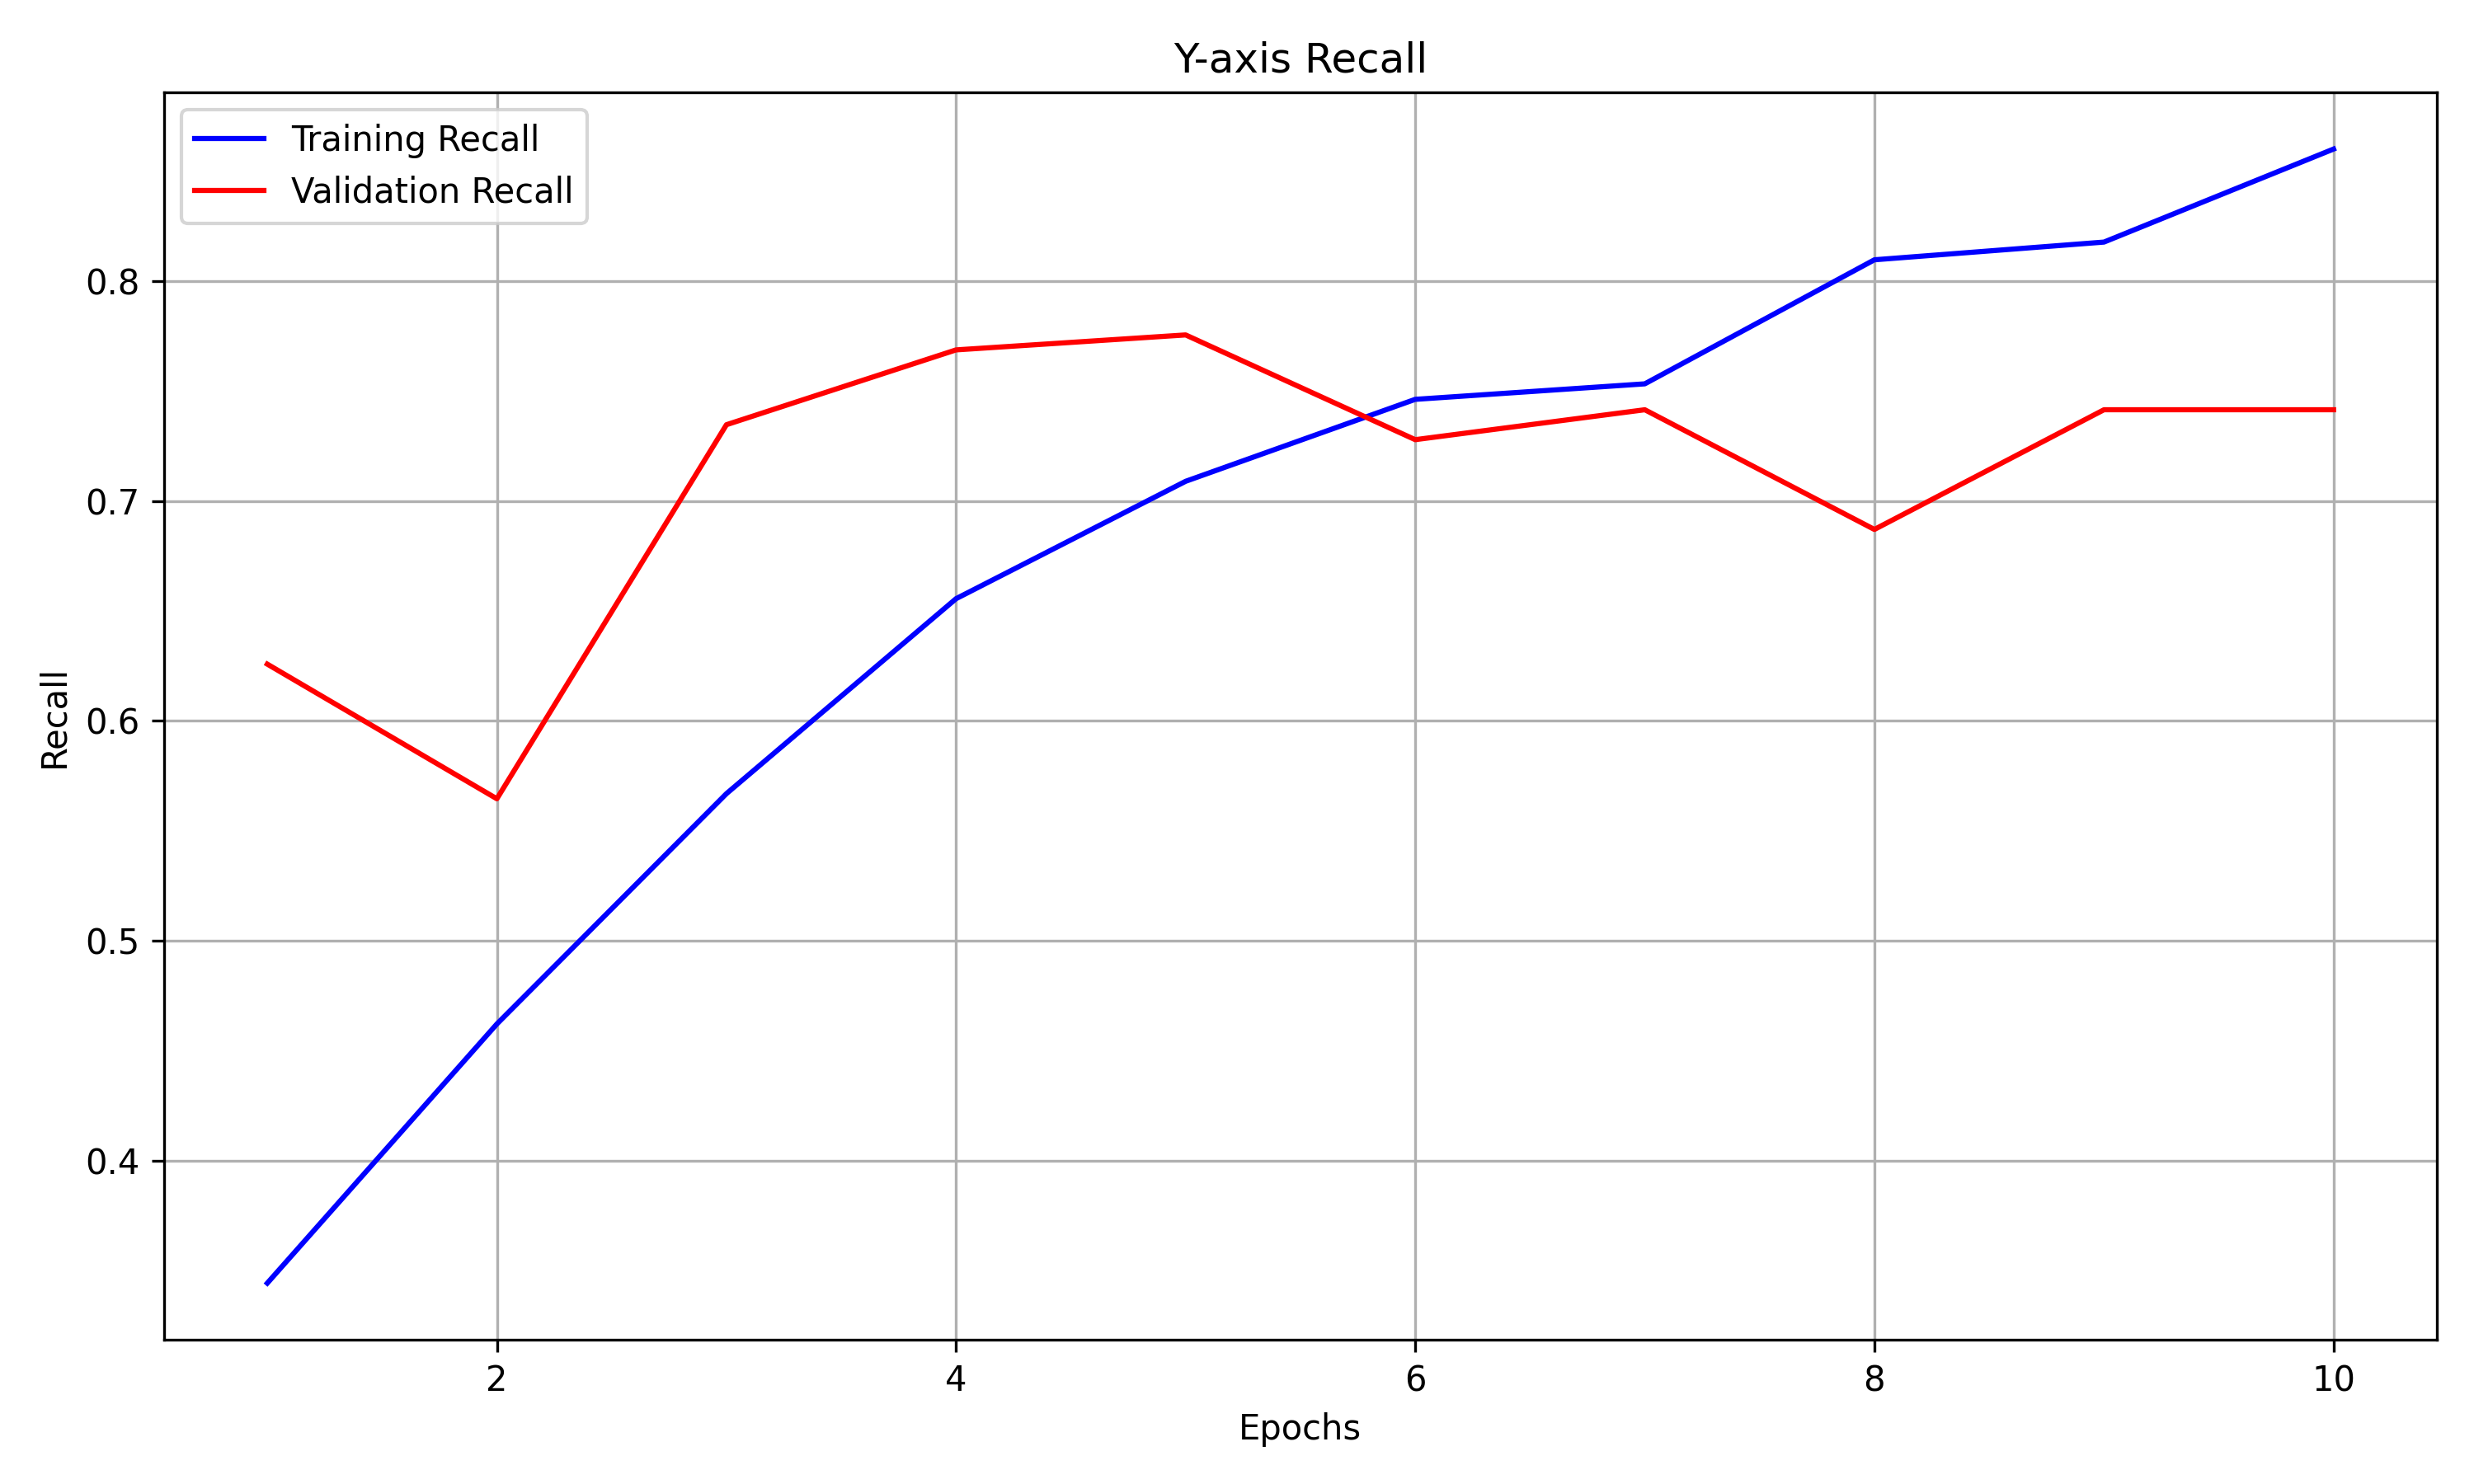 Y-axis Recall
Training Recall
Validation Recall
0.8
0.7
0.6
0.5
0.4
Recall
2 4 6 8 10
Epochs